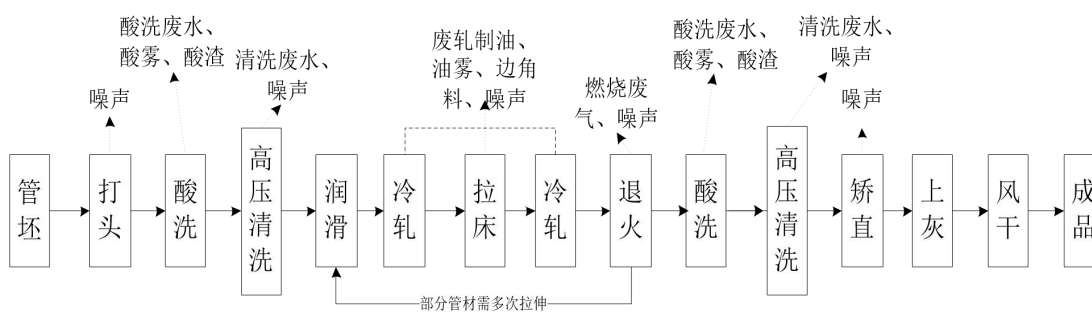 酸洗废水、
酸雾、酸渣
清洗废水、
噪声
噪声
废轧制油、
油雾、边角
料、噪声
燃烧废
气、噪声
酸洗废水、
酸雾、酸渣
清洗废水、
噪声
噪声
管坯
打头
酸洗
高压清洗
润滑
冷轧
拉床
冷轧
退火
酸洗
高压清洗
矫直
上灰
风干
成品
部分管材需多次拉伸